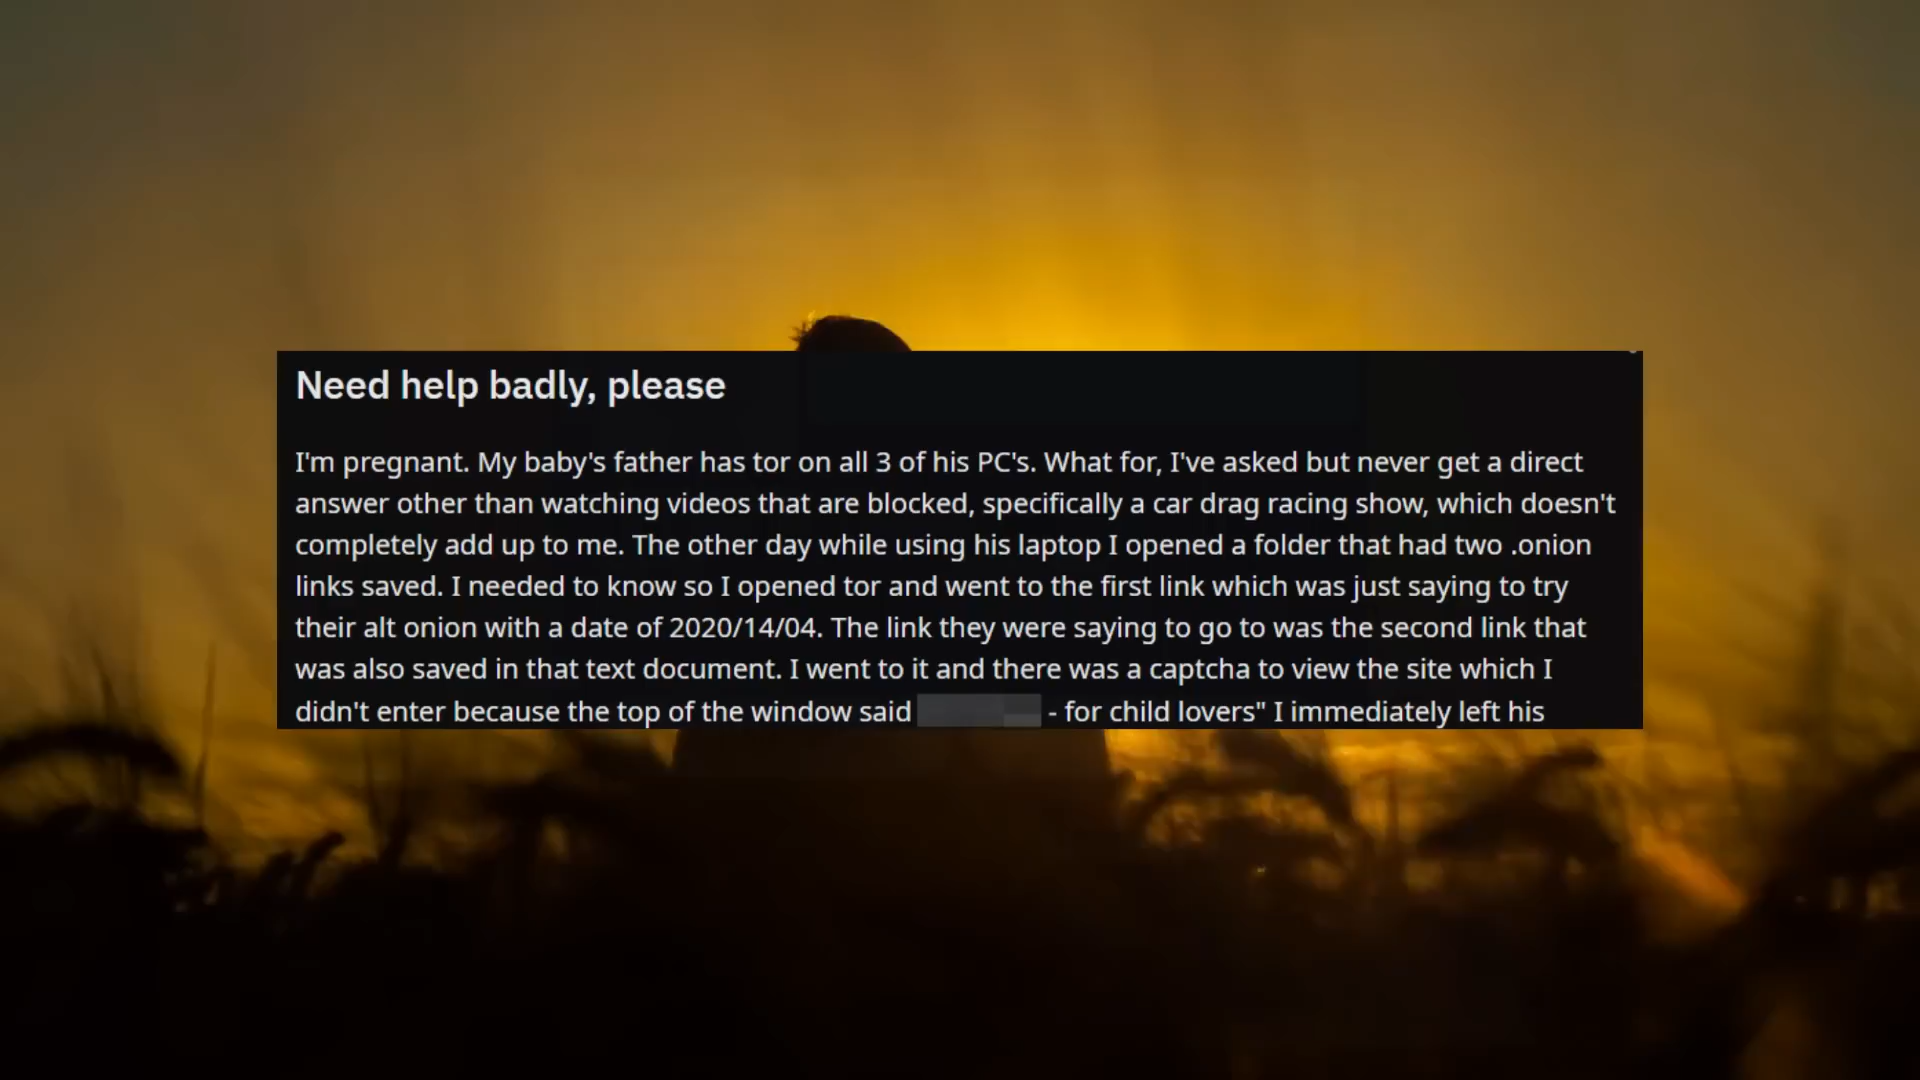 Need help badly, please
I'm pregnant. My baby's father has tor on all 3 of his PC's. What for, I've asked but never get a direct
answer other than watching videos that are blocked, specifically a car drag racing show, which doesn't
completely add up to me. The other day while using his laptop I opened a folder that had two .onion
links saved. I needed to know so I opened tor and went to the first link which was just saying to try
their alt onion with a date of 2020/14/04. The link they were saying to go to was the second link that
was also saved in that text document. I went to it and there was a captcha to view the site which I
didn't enter because the top of the window said - for child lovers" I immediately left his